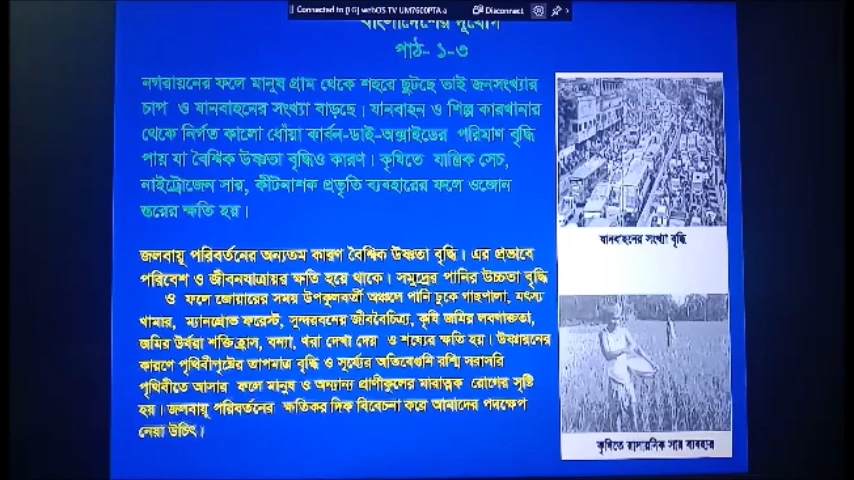 Connected to [LG] webOS TV UM7600PTA a Disconnect
বাংলাদেশের দুর্যোগ
পাঠ- ১-৩
নগরায়নের ফলে মানুষ গ্রাম থেকে শহরে ছুটছে তাই জনসংখ্যার
চাপ ও যানবাহনের সংখ্যা বাড়ছে। যানবাহন ও শিল্প কারখানার
থেকে নির্গত কালো ধোঁয়া কার্বন-ডাই-অক্সাইডের পরিমাণ বৃদ্ধি
পায় যা বৈশ্বিক উষ্ণতা বৃদ্ধিও কারণ। কৃষিতে যান্ত্রিক সেচ,
নাইট্রোজেন সার, কীটনাশক প্রভৃতি ব্যবহারের ফলে ওজোন
স্তরের ক্ষতি হয়।
যানবাহনের সংখ্যা বৃদ্ধি
জলবায়ু পরিবর্তনের অন্যতম কারণ বৈশ্বিক উষ্ণতা বৃদ্ধি। এর প্রভাবে
পরিবেশ ও জীবনযাত্রায়র ক্ষতি হয়ে থাকে। সমুদ্রের পানির উচ্চতা বৃদ্ধি
ও ফলে জোয়ারের সময় উপকুলবর্তী অঞ্চলে পানি ঢুকে গাছপালা, মৎস্য
খামার, ম্যানগ্রোভ ফরেস্ট, সুন্দরবনের জীববৈচিত্র্য, কৃষি জমির লবণাক্ততা,
জমির উর্বরা শক্তি হ্রাস, বন্যা, খরা দেখা দেয় ও শষ্যের ক্ষতি হয়। উষ্ণায়নের
কারণে পৃথিবীপৃষ্টের তাপমাত্র বৃদ্ধি ও সুর্য্যের অতিবেগুনি রশ্মি সরাসরি
পৃথিবীতে আসার ফলে মানুষ ও অন্যান্য প্রাণীকুলের মারাত্নক রোগের সৃষ্টি
হয়। জলবায়ু পরিবর্তনের ক্ষতিকর দিক বিবেচনা করে আমাদের পদক্ষেপ
নেয়া উচিৎ।
কৃষিতে রাসায়নিক সার ব্যবহার